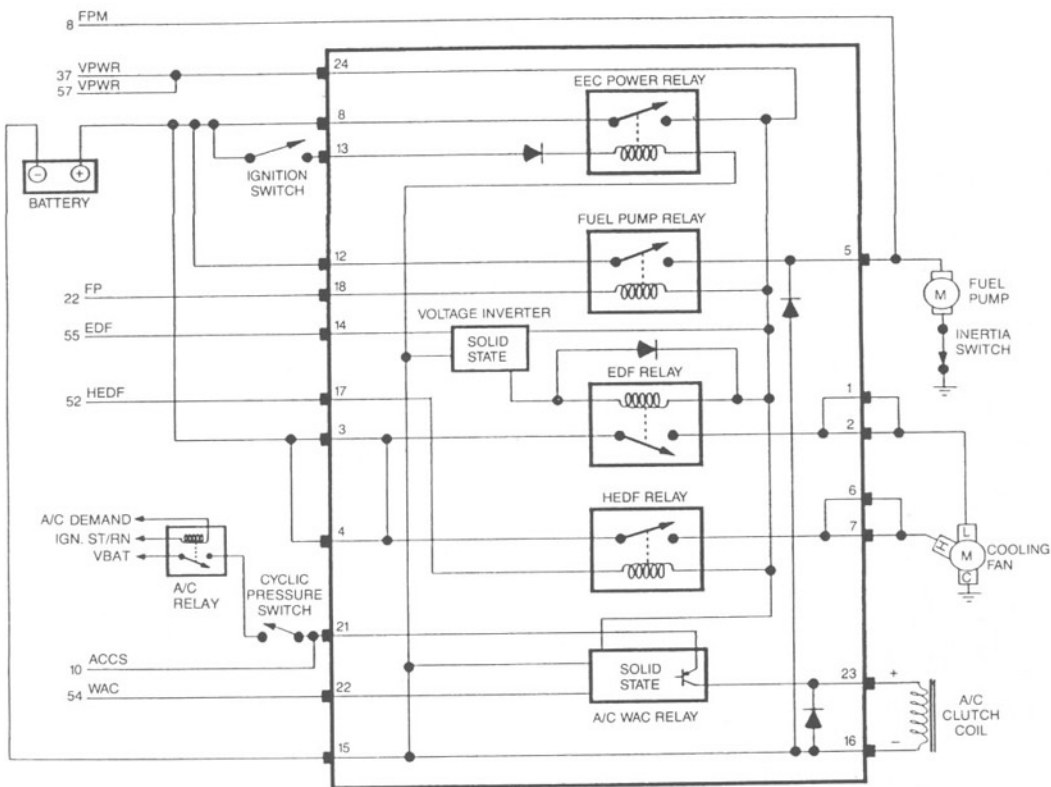 8 FPM
37 VPWR
57 VPWR
24
EEC POWER RELAY
8
13
IGNITION
SWITCH
− +
BATTERY
FUEL PUMP RELAY
12
5
22 FP
18
M
FUEL
PUMP
55 EDF
14
VOLTAGE INVERTER
SOLID
STATE
INERTIA
SWITCH
EDF RELAY
52 HEDF
17
1
3
2
HEDF RELAY
6
4
7
A/C DEMAND
IGN. ST/RN
VBAT
A/C
RELAY
CYCLIC
PRESSURE
SWITCH
L
H
M
C
COOLING
FAN
21
10 ACCS
54 WAC
22
SOLID
STATE
A/C WAC RELAY
23
+
A/C
CLUTCH
COIL
−
15
16